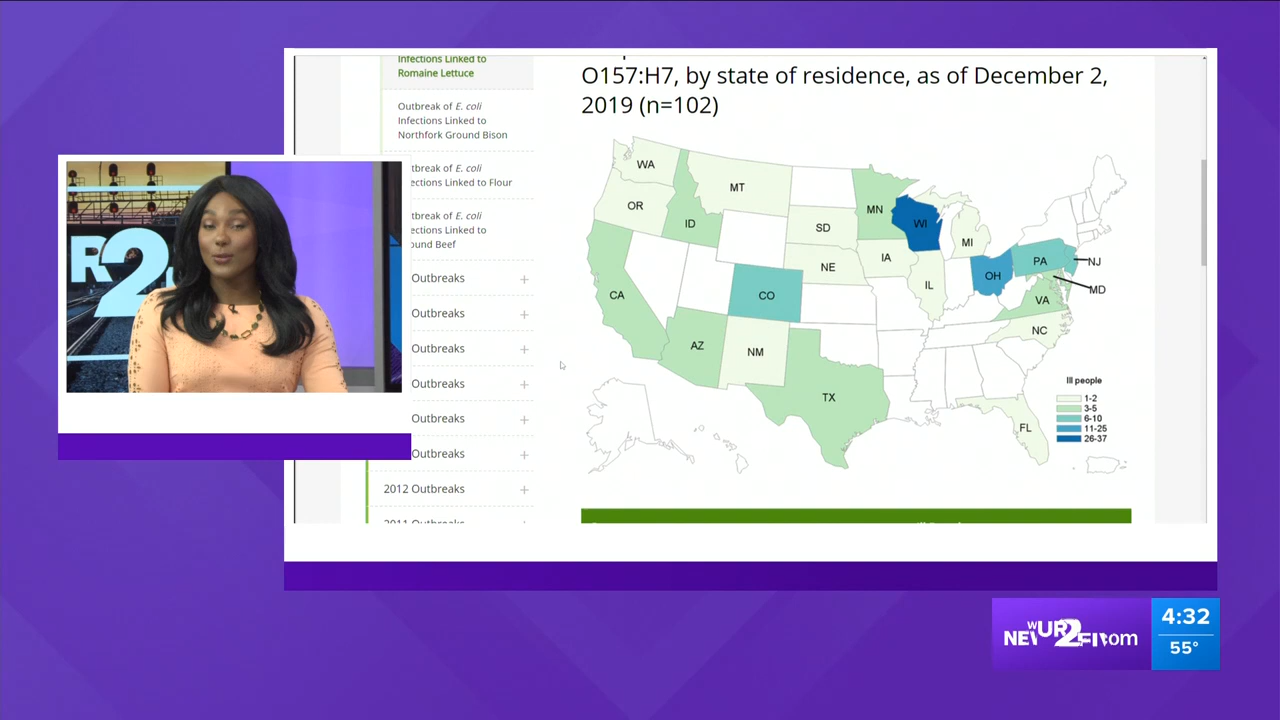 Infections Linked to
Romaine Lettuce
Outbreak of E. coli
Infections Linked to
Northfork Ground Bison
tbreak of E. coli
ections Linked to Flour
tbreak of E. coli
ections Linked to
und Beef
Outbreaks +
Outbreaks +
Outbreaks +
Outbreaks +
Outbreaks +
Outbreaks +
2012 Outbreaks +
2011 Outbreaks
O157:H7, by state of residence, as of December 2,
2019 (n=102)
WA
MT
OR
ID
MN
WI
SD
MI
NE
IA
IL
OH
PA
NJ
MD
CA
CO
VA
AZ
NM
NC
TX
FL
Ill people
1-2
3-5
6-10
11-25
26-37
R2
4:32
55°